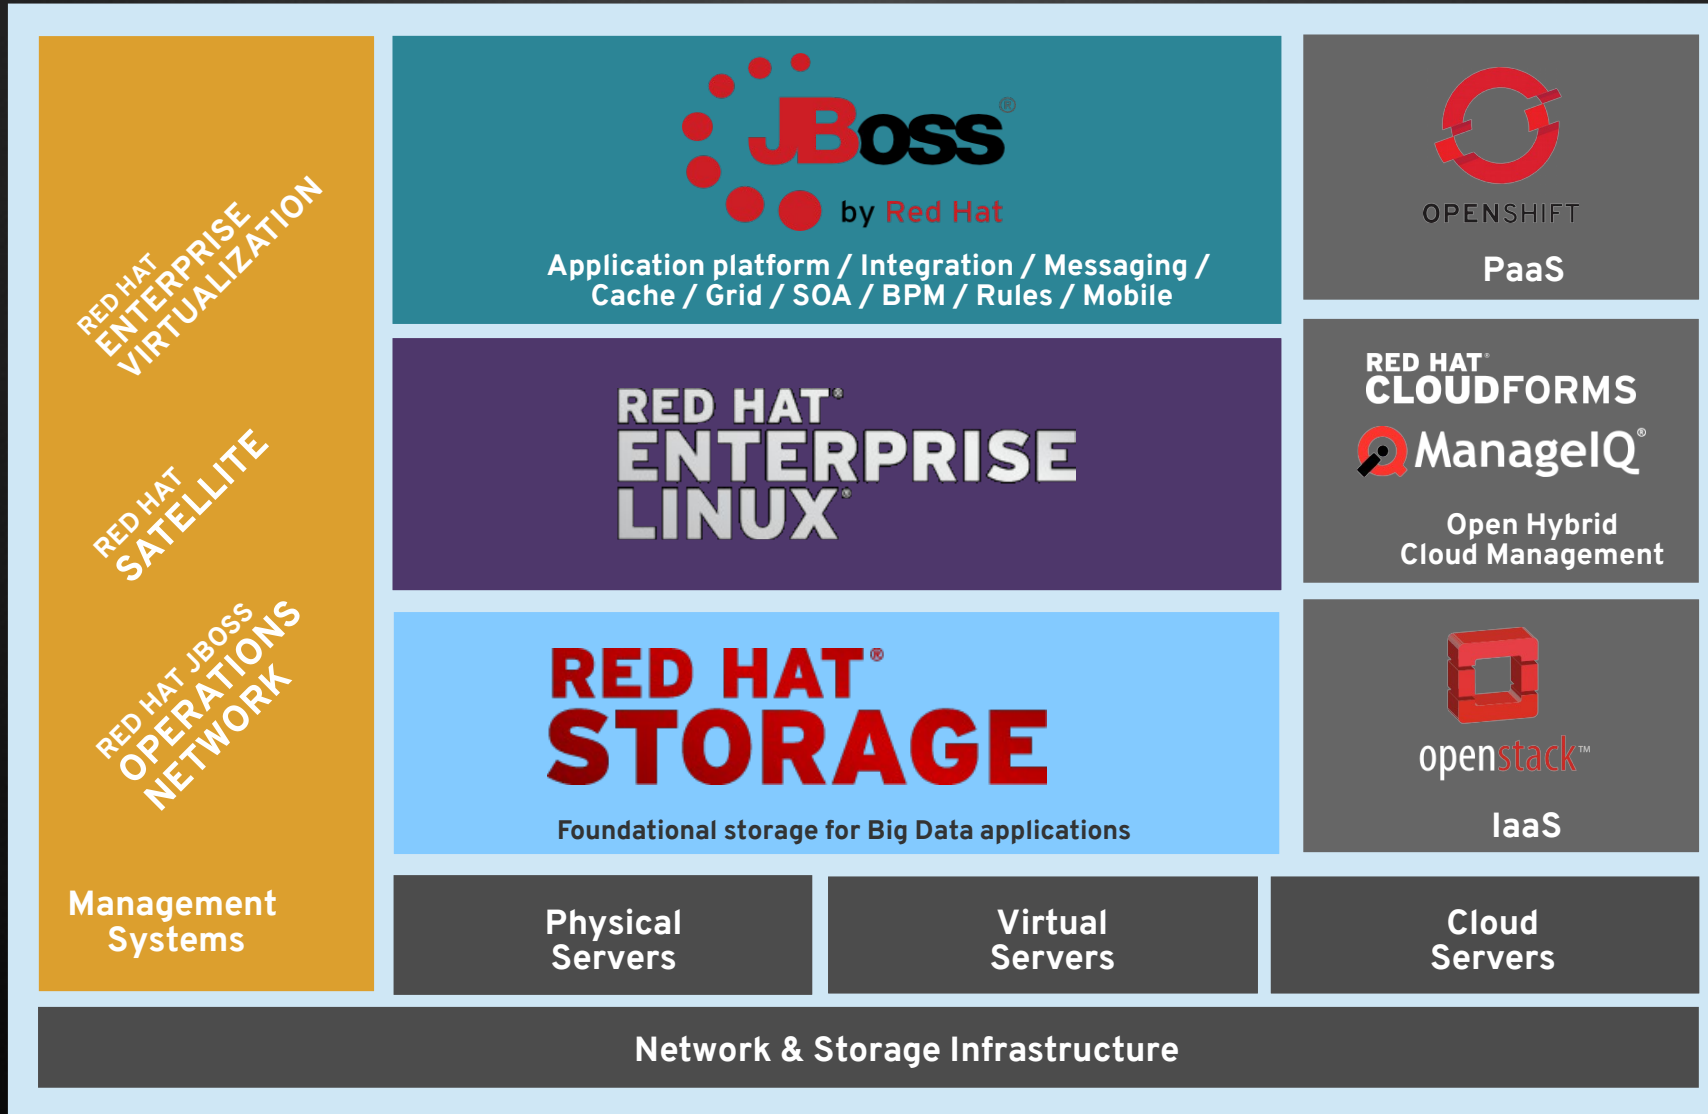 RED HAT
ENTERPRISE
VIRTUALIZATION
RED HAT
SATELLITE
RED HAT JBOSS
OPERATIONS
NETWORK
Management
Systems
JBoss®
by Red Hat
Application platform / Integration / Messaging /
Cache / Grid / SOA / BPM / Rules / Mobile
RED HAT®
ENTERPRISE
LINUX®
RED HAT®
STORAGE
Foundational storage for Big Data applications
OPENSHIFT
PaaS
RED HAT®
CLOUDFORMS
ManageIQ®
Open Hybrid
Cloud Management
openstack™
IaaS
Physical
Servers
Virtual
Servers
Cloud
Servers
Network & Storage Infrastructure